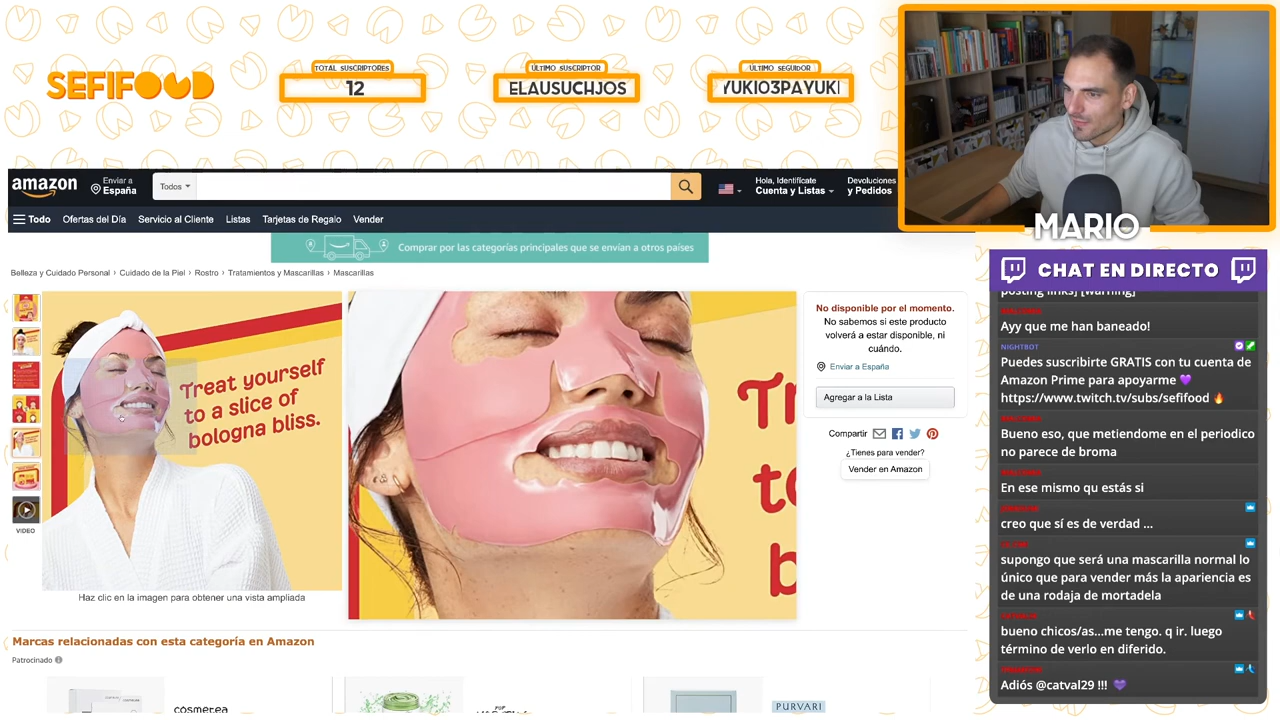 SEFIFOOD
TOTAL SUSCRIPTORES
12
ÚLTIMO SUSCRIPTOR
ELAUSUCHJOS
ÚLTIMO SEGUIDOR
YUKIO3PAYUKI
MARIO
amazon
Enviar a
España
Todos
Hola, Identifícate
Cuenta y Listas
Devoluciones
y Pedidos
Todo Ofertas del Día Servicio al Cliente Listas Tarjetas de Regalo Vender
Comprar por las categorías principales que se envían a otros países
Belleza y Cuidado Personal › Cuidado de la Piel › Rostro › Tratamientos y Mascarillas › Mascarillas
Treat yourself
to a slice of
bologna bliss.
VIDEO
Haz clic en la imagen para obtener una vista ampliada
No disponible por el momento.
No sabemos si este producto
volverá a estar disponible, ni
cuándo.
Enviar a España
Agregar a la Lista
Compartir
¿Tienes para vender?
Vender en Amazon
Marcas relacionadas con esta categoría en Amazon
Patrocinado
cosmetea
PURVARI
CHAT EN DIRECTO
posting links] [warning]
Ayy que me han baneado!
NIGHTBOT
Puedes suscribirte GRATIS con tu cuenta de
Amazon Prime para apoyarme 💜
https://www.twitch.tv/subs/sefifood 🔥
Bueno eso, que metiendome en el periodico
no parece de broma
En ese mismo qu estás si
creo que sí es de verdad ...
supongo que será una mascarilla normal lo
único que para vender más la apariencia es
de una rodaja de mortadela
bueno chicos/as...me tengo. q ir. luego
término de verlo en diferido.
Adiós @catval29 !!! 💜